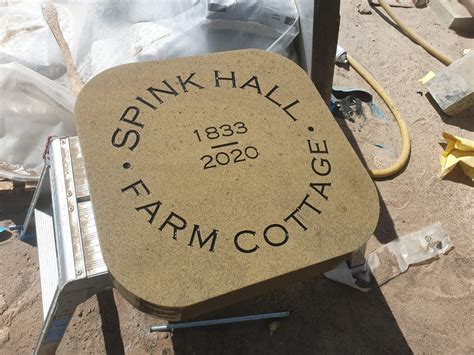 · SPINK HALL ·
1833
2020
FARM COTTAGE